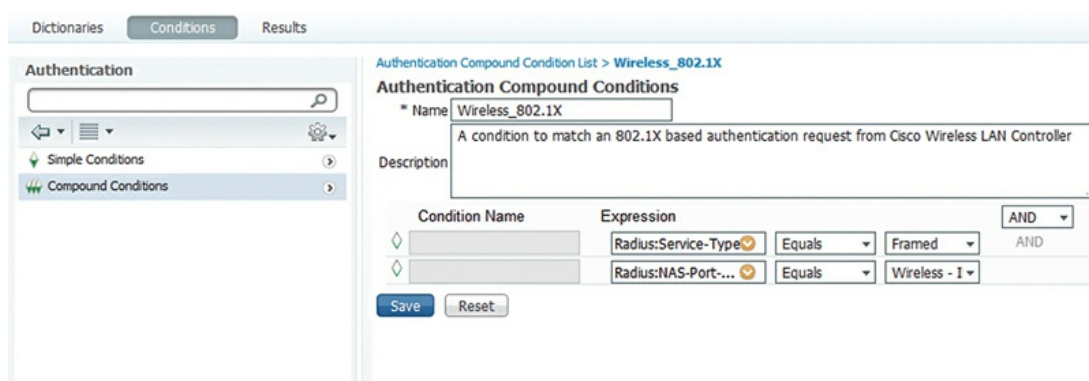 Dictionaries Conditions Results
Authentication
Simple Conditions
Compound Conditions
Authentication Compound Condition List > Wireless_802.1X
Authentication Compound Conditions
* Name Wireless_802.1X
Description A condition to match an 802.1X based authentication request from Cisco Wireless LAN Controller
Condition Name Expression AND
Radius:Service-Type Equals Framed AND
Radius:NAS-Port-... Equals Wireless - I
Save Reset